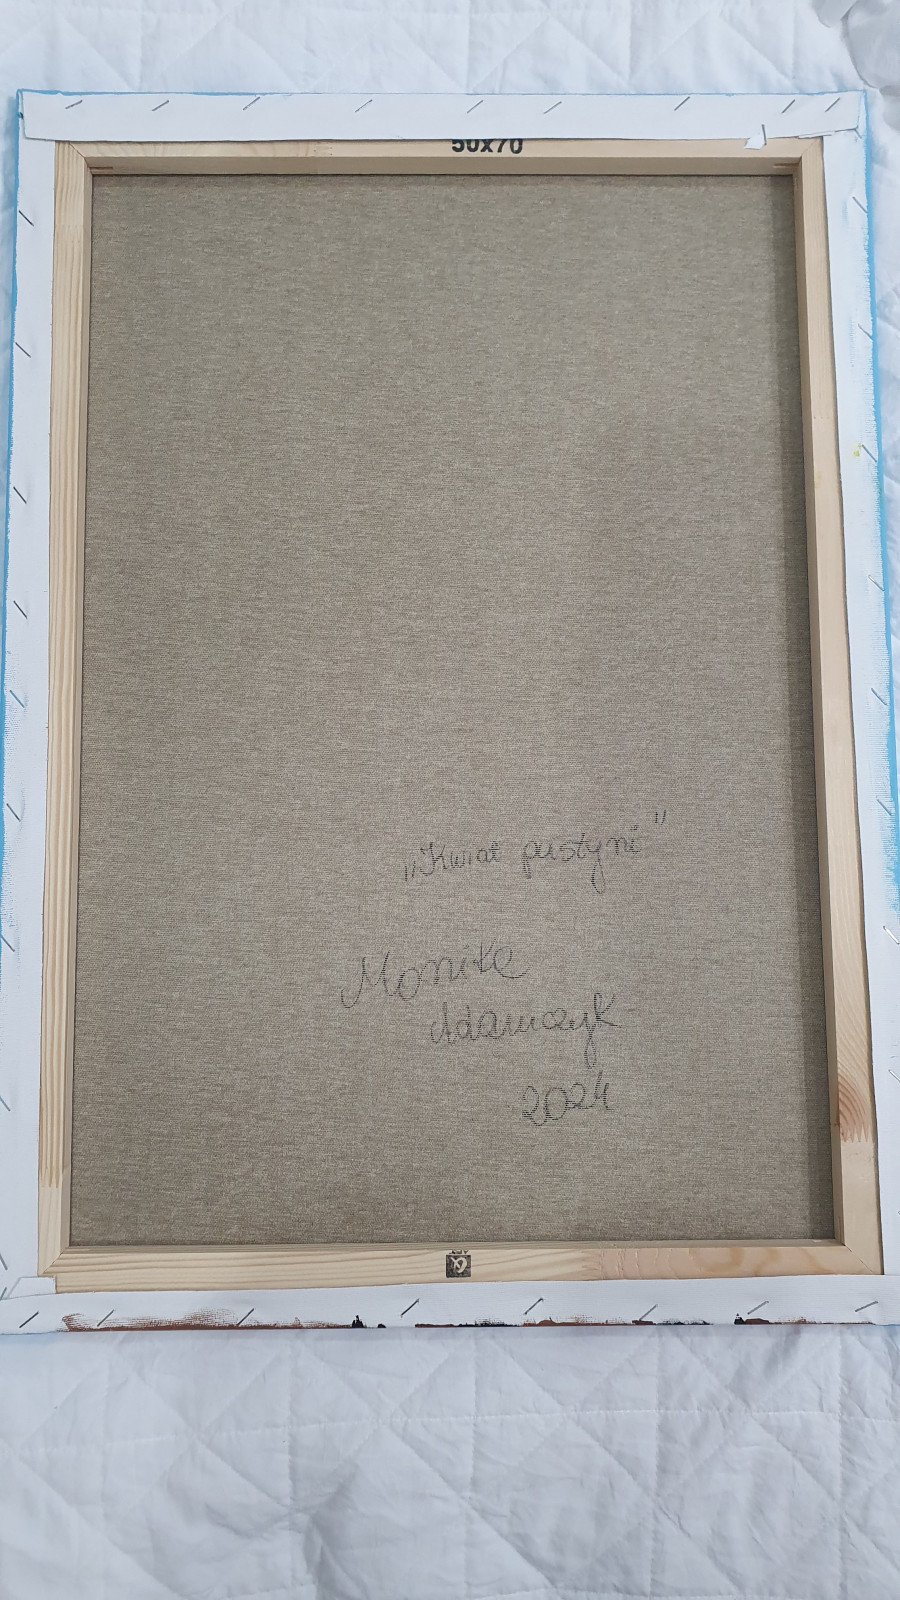 50x70
„Kwiat pustyni”
Monika
Adamczyk
2024